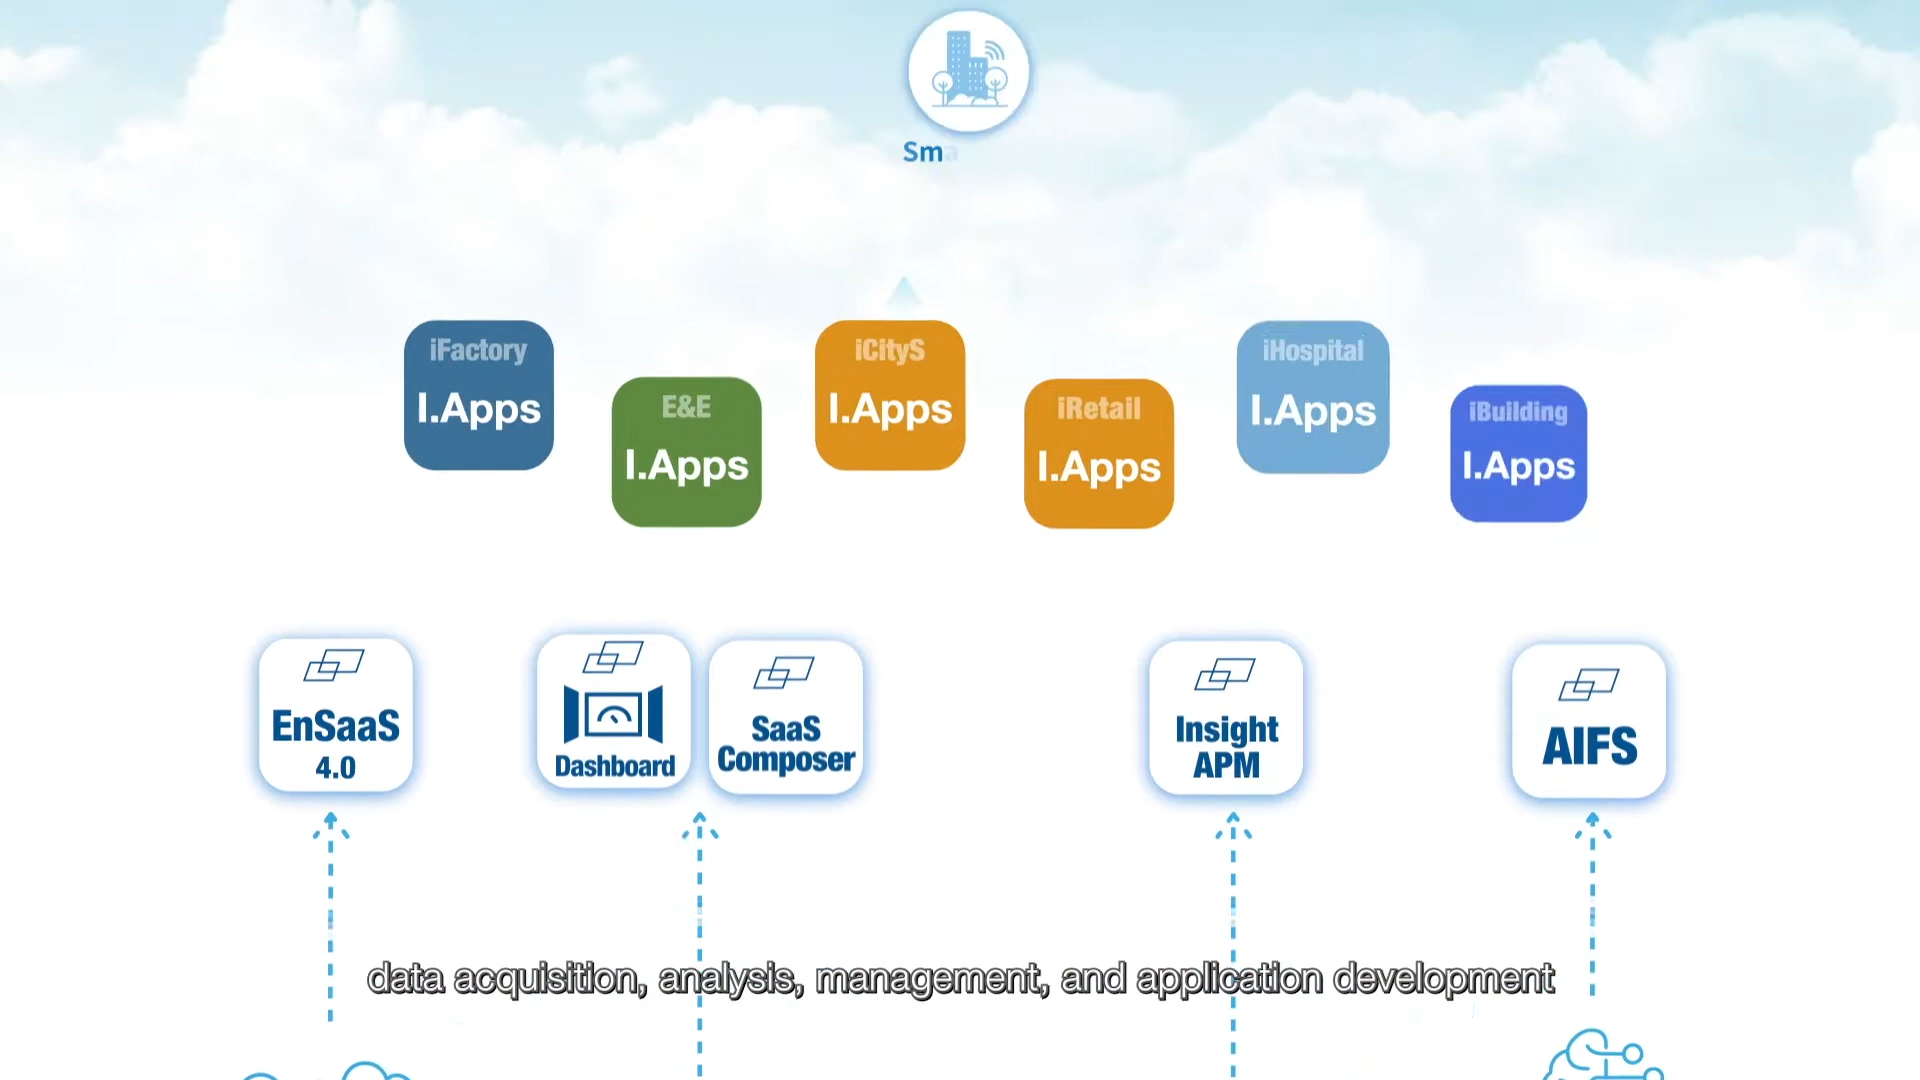 Sma
iFactory
I.Apps
E&E
I.Apps
iCityS
I.Apps
iRetail
I.Apps
iHospital
I.Apps
iBuilding
I.Apps
EnSaaS
4.0
Dashboard
SaaS
Composer
Insight
APM
AIFS
data acquisition, analysis, management, and application development